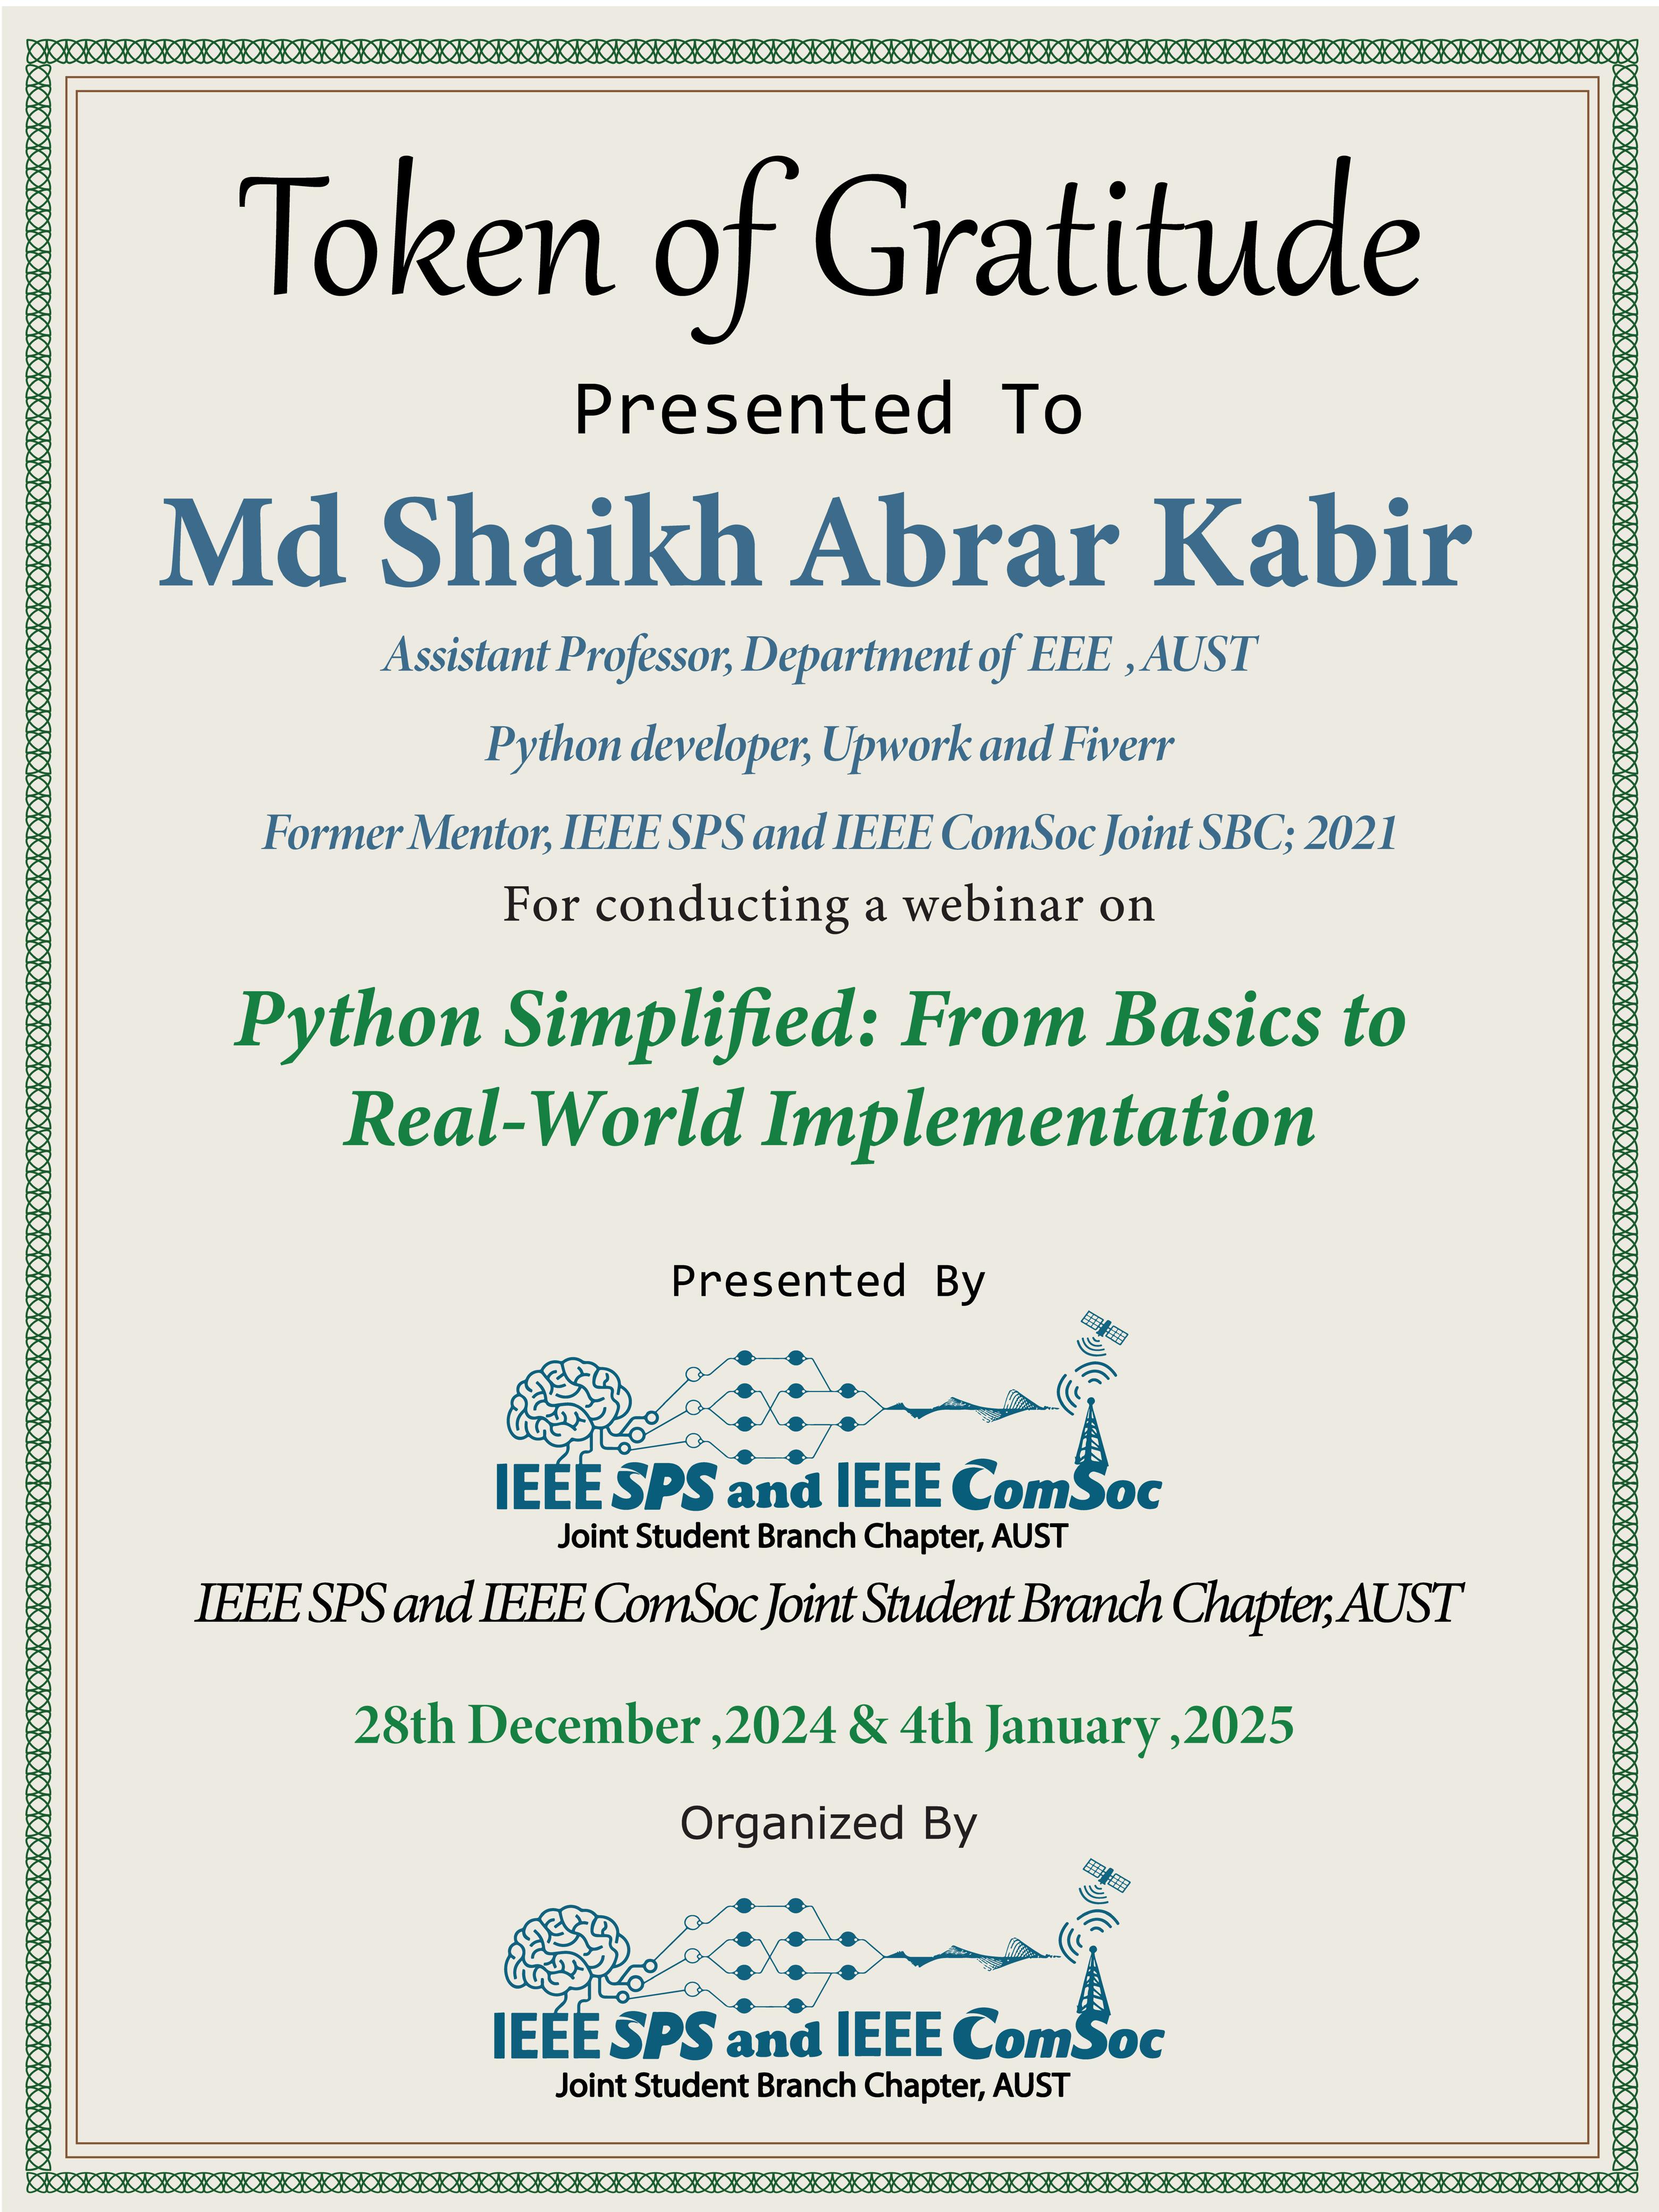 Token of Gratitude
Presented To
Md Shaikh Abrar Kabir
Assistant Professor, Department of EEE , AUST
Python developer, Upwork and Fiverr
Former Mentor, IEEE SPS and IEEE ComSoc Joint SBC; 2021
For conducting a webinar on
Python Simplified: From Basics to
Real-World Implementation
Presented By
IEEE SPS and IEEE ComSoc
Joint Student Branch Chapter, AUST
IEEE SPS and IEEE ComSoc Joint Student Branch Chapter, AUST
28th December ,2024 & 4th January ,2025
Organized By
IEEE SPS and IEEE ComSoc
Joint Student Branch Chapter, AUST